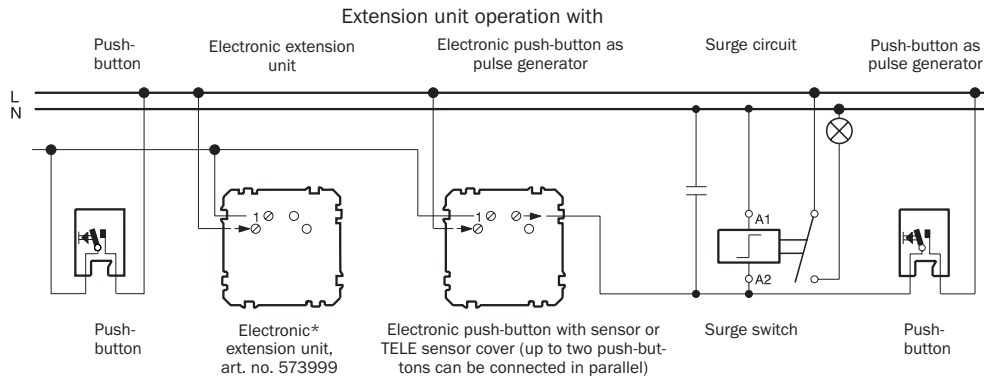 Extension unit operation with
Push-
button
Electronic extension
unit
Electronic push-button as
pulse generator
Surge circuit
Push-button as
pulse generator
L
N
1
1
A1
A2
Push-
button
Electronic*
extension unit,
art. no. 573999
Electronic push-button with sensor or
TELE sensor cover (up to two push-but-
tons can be connected in parallel)
Surge switch
Push-
button